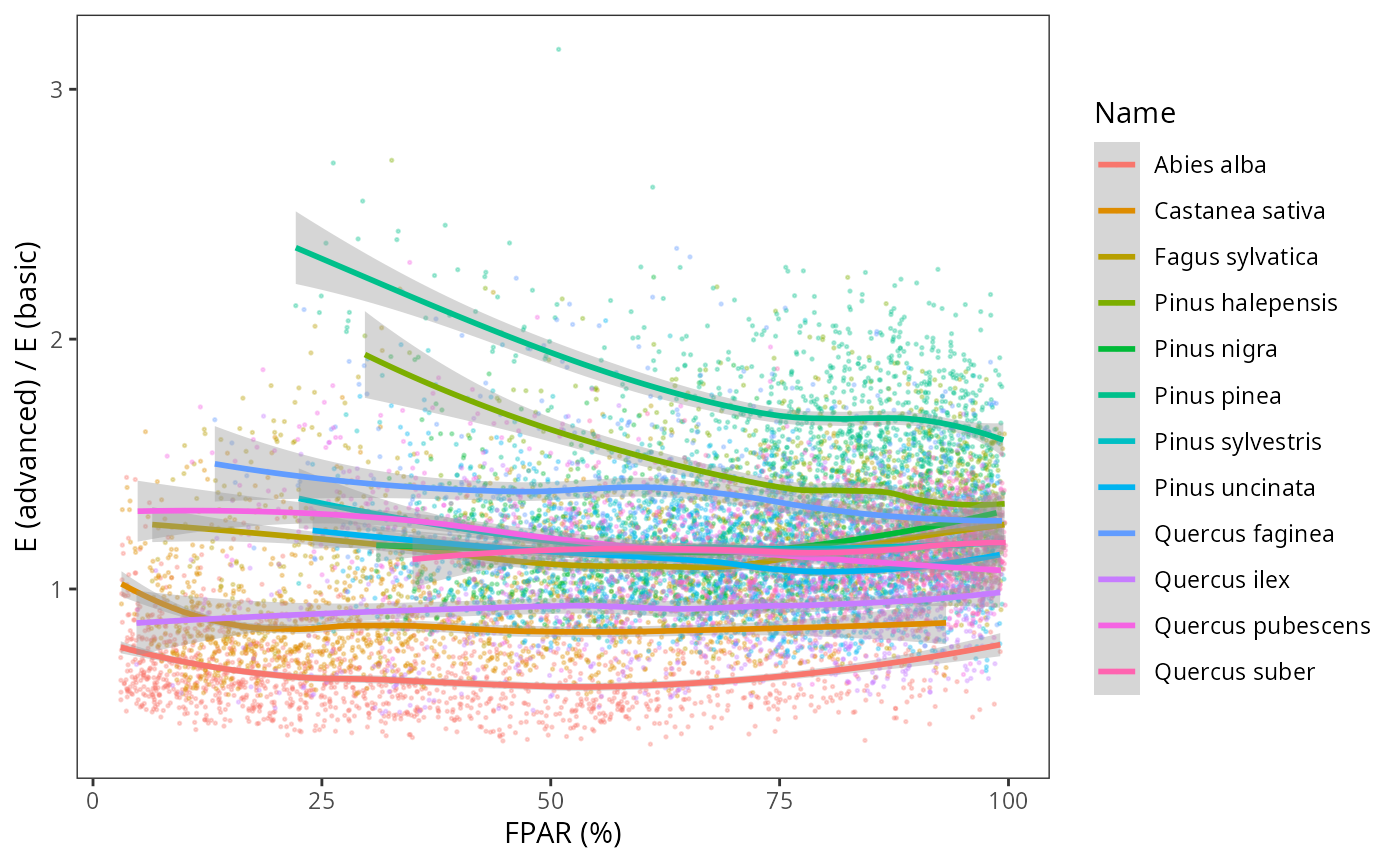 E (advanced) / E (basic)
3
2
1
0
25
50
75
100
FPAR (%)
Name
Abies alba
Castanea sativa
Fagus sylvatica
Pinus halepensis
Pinus nigra
Pinus pinea
Pinus sylvestris
Pinus uncinata
Quercus faginea
Quercus ilex
Quercus pubescens
Quercus suber